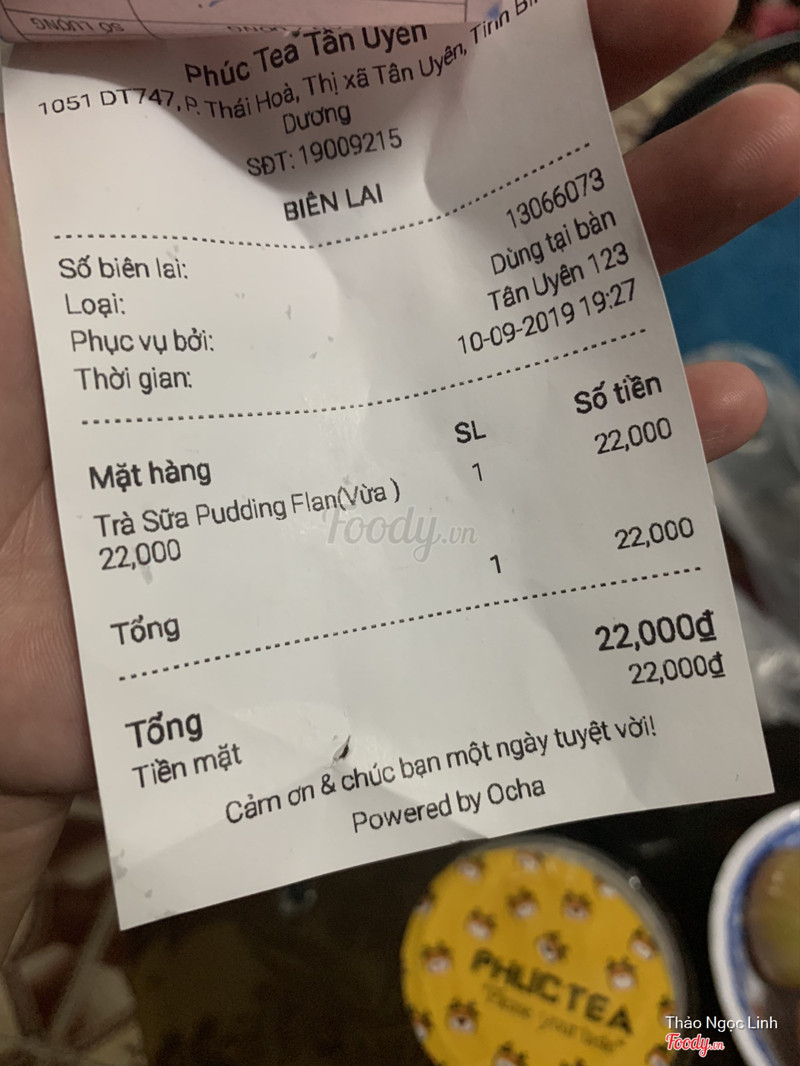 SỐ LƯỢNG
Phúc Tea Tân Uyên
1051 DT747, P. Thái Hoà, Thị xã Tân Uyên, Tỉnh
Dương
SĐT: 19009215
BIÊN LAI
Số biên lai: 13066073
Loại: Dùng tại bàn
Phục vụ bởi: Tân Uyên 123
Thời gian: 10-09-2019 19:27
Mặt hàng SL Số tiền
Trà Sữa Pudding Flan(Vừa ) 1 22,000
22,000
Tổng 1 22,000
Tổng 22,000₫
Tiền mặt 22,000₫
Cảm ơn & chúc bạn một ngày tuyệt vời!
Powered by Ocha
Foody.vn
PHUCTEA
Thảo Ngọc Linh
Foody.vn